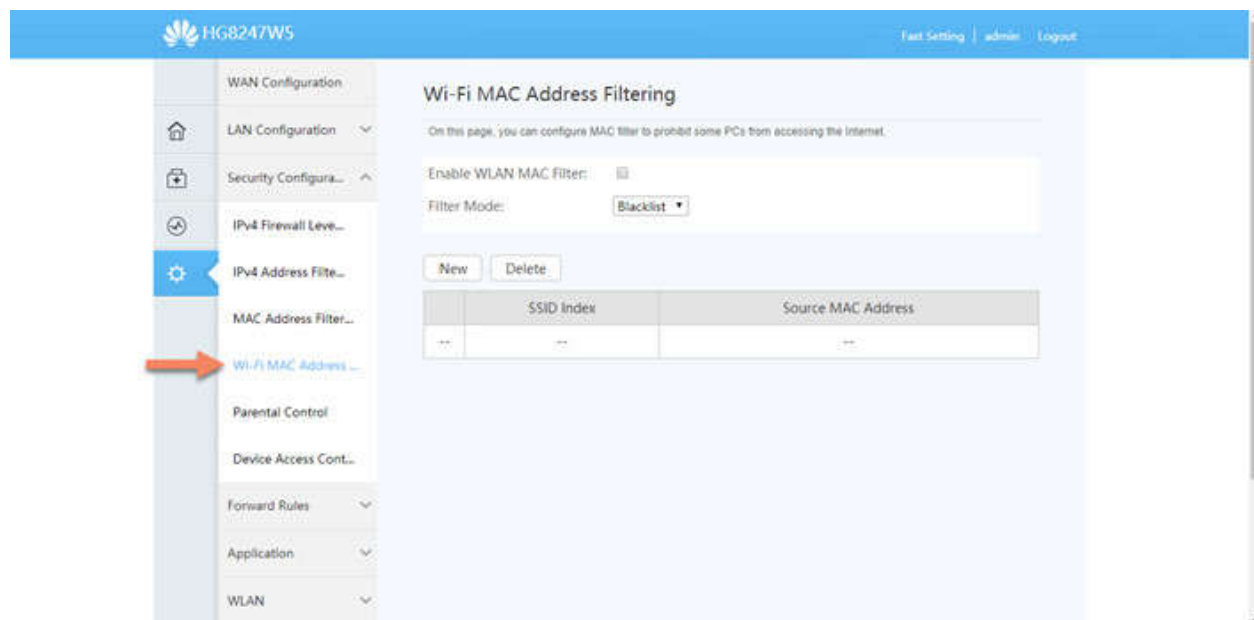 HG8247W5
Fast Setting | admin Logout
WAN Configuration
LAN Configuration
Security Configura...
IPv4 Firewall Leve...
IPv4 Address Filte...
MAC Address Filter...
Wi-Fi MAC Address ...
Parental Control
Device Access Cont...
Forward Rules
Application
WLAN
Wi-Fi MAC Address Filtering
On this page, you can configure MAC filter to prohibit some PCs from accessing the Internet.
Enable WLAN MAC Filter:
Filter Mode: Blacklist
New Delete
SSID Index Source MAC Address
-- -- --